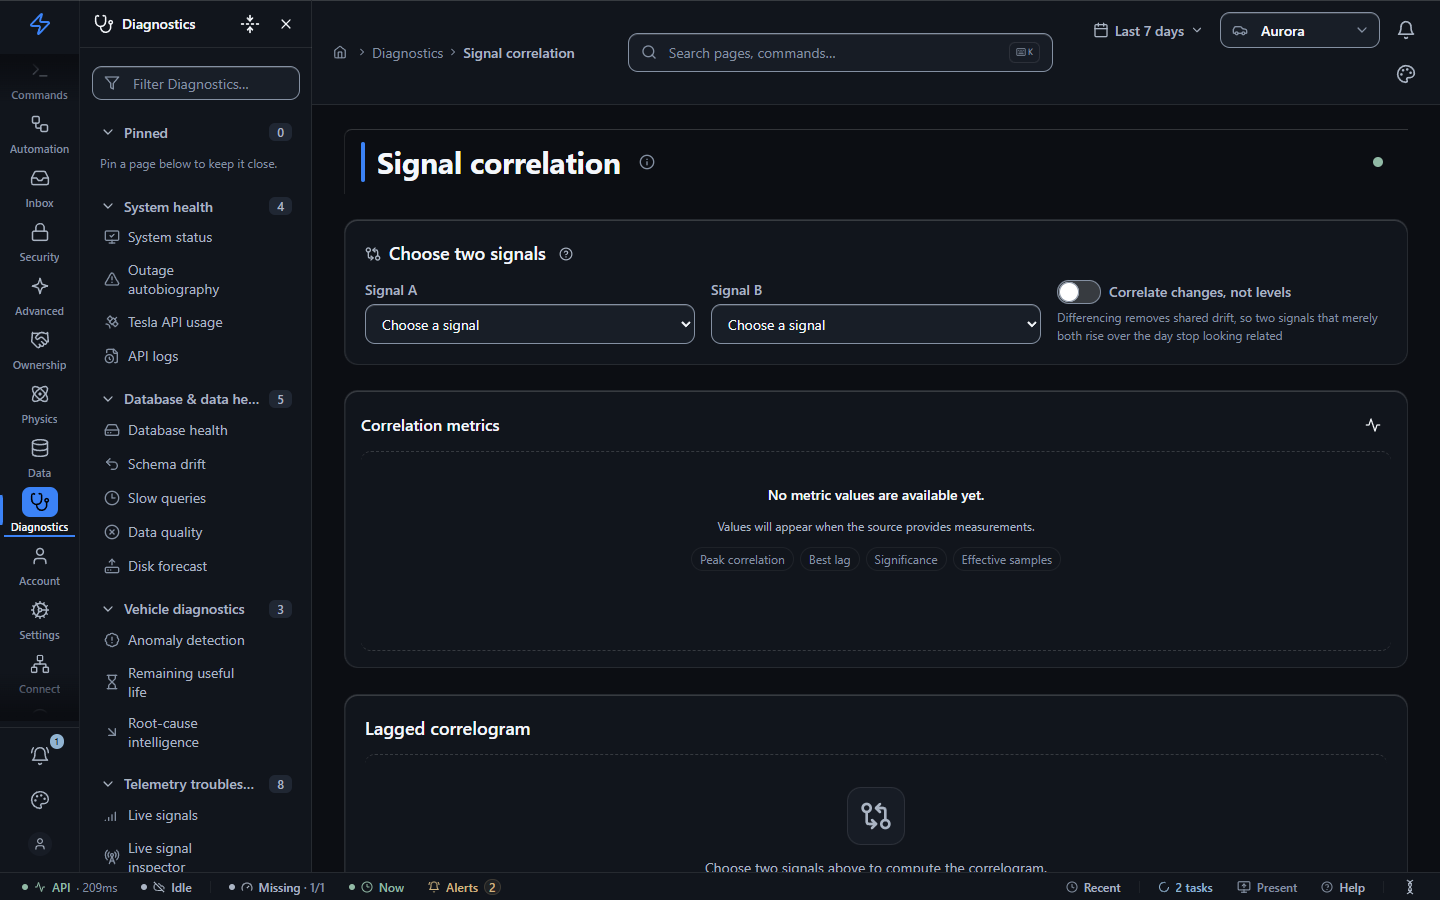 Diagnostics
Commands
Automation
Inbox
Security
Advanced
Ownership
Physics
Data
Diagnostics
Account
Settings
Connect
1
Filter Diagnostics...
Pinned 0
Pin a page below to keep it close.
System health 4
System status
Outage
autobiography
Tesla API usage
API logs
Database & data he... 5
Database health
Schema drift
Slow queries
Data quality
Disk forecast
Vehicle diagnostics 3
Anomaly detection
Remaining useful
life
Root-cause
intelligence
Telemetry troubles... 8
Live signals
Live signal
inspector
Diagnostics Signal correlation
Search pages, commands... K
Last 7 days
Aurora
Signal correlation
Choose two signals
Signal A
Choose a signal
Signal B
Choose a signal
Correlate changes, not levels
Differencing removes shared drift, so two signals that merely
both rise over the day stop looking related
Correlation metrics
No metric values are available yet.
Values will appear when the source provides measurements.
Peak correlation Best lag Significance Effective samples
Lagged correlogram
Choose two signals above to compute the correlogram.
API · 209ms Idle Missing · 1/1 Now Alerts 2 Recent 2 tasks Present Help